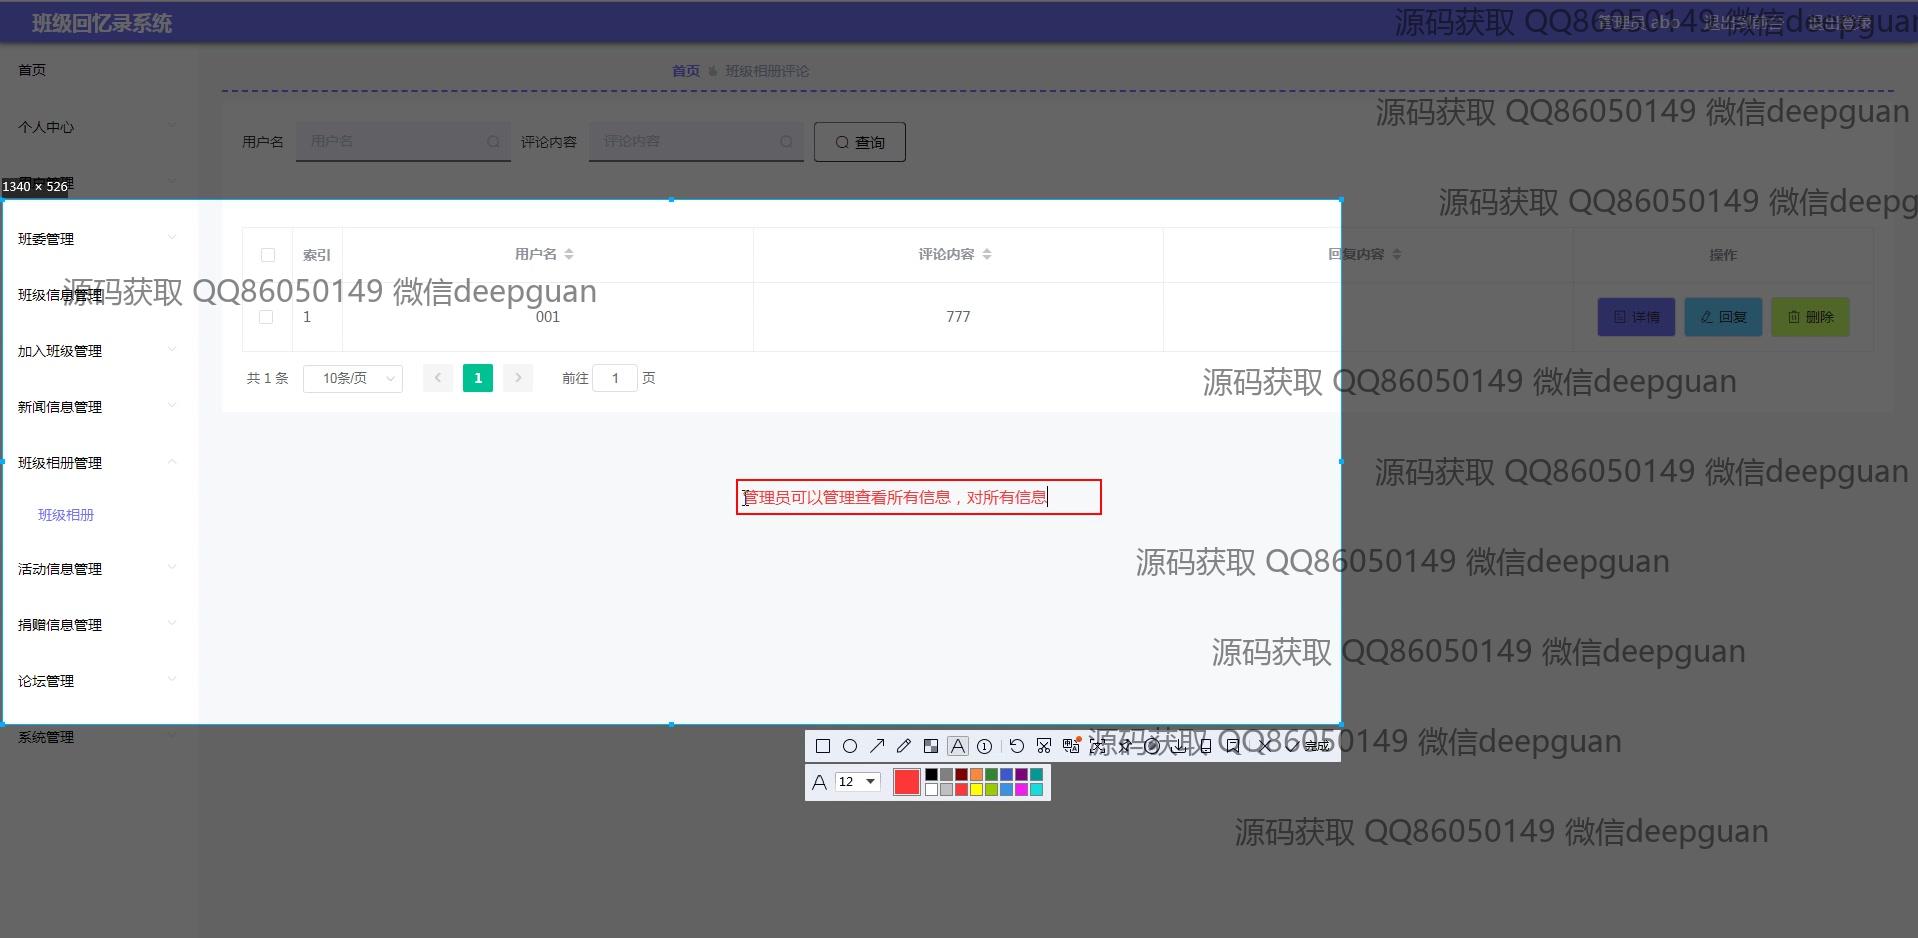 班级回忆录系统
管理员 abo 退出到前台 退出登录
源码获取 QQ86050149 微信deepguan
首页
首页 班级相册评论
源码获取 QQ86050149 微信deepguan
个人中心
用户名 用户名 评论内容 评论内容 查询
1340 × 526
源码获取 QQ86050149 微信deepg
班委管理
索引 用户名 评论内容 回复内容 操作
班级信息管理
源码获取 QQ86050149 微信deepguan
1 001 777 详情 回复 删除
加入班级管理
共 1 条 10条/页 1 前往 1 页
源码获取 QQ86050149 微信deepguan
新闻信息管理
班级相册管理
源码获取 QQ86050149 微信deepguan
管理员可以管理查看所有信息，对所有信息
班级相册
活动信息管理
源码获取 QQ86050149 微信deepguan
捐赠信息管理
源码获取 QQ86050149 微信deepguan
论坛管理
系统管理
源码获取 QQ86050149 微信deepguan
完成
A 12
源码获取 QQ86050149 微信deepguan